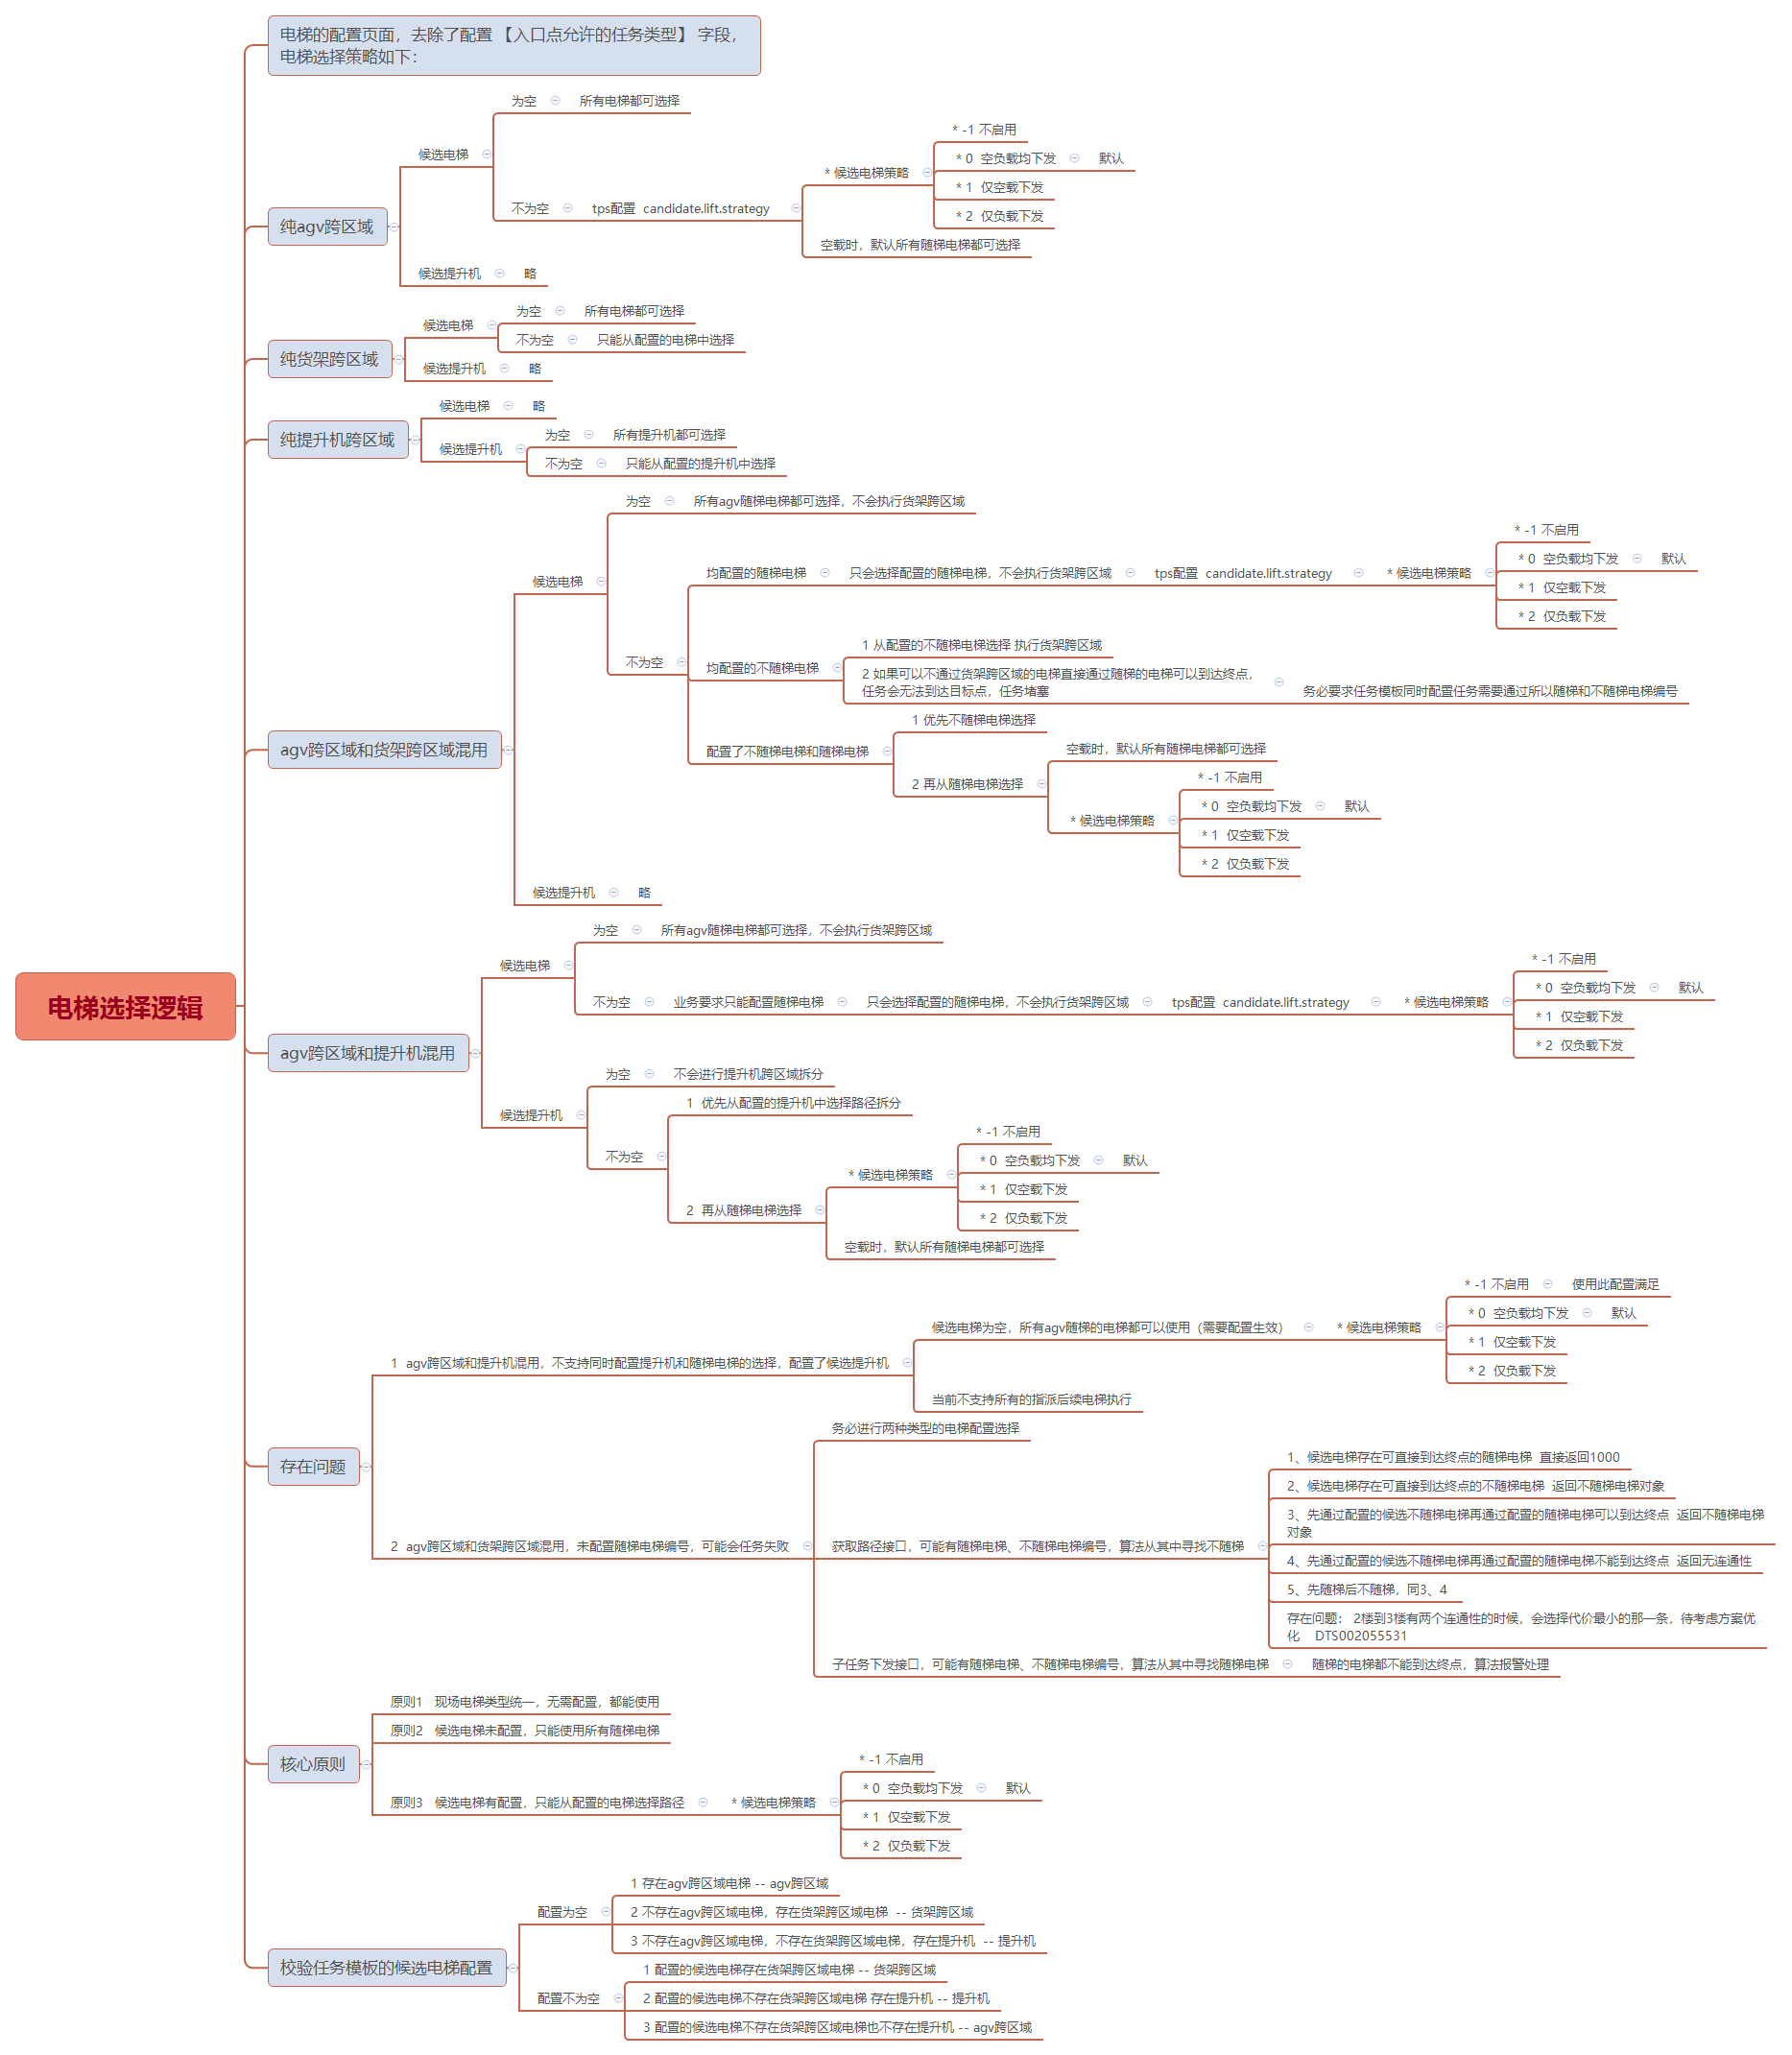 电梯选择逻辑
电梯的配置页面，去除了配置 【入口点允许的任务类型】 字段，
电梯选择策略如下：
纯agv跨区域
候选电梯
为空
所有电梯都可选择
不为空
tps配置 candidate.lift.strategy
* 候选电梯策略
* -1 不启用
* 0 空负载均下发
默认
* 1 仅空载下发
* 2 仅负载下发
空载时，默认所有随梯电梯都可选择
候选提升机
略
纯货架跨区域
候选电梯
为空
所有电梯都可选择
不为空
只能从配置的电梯中选择
候选提升机
略
纯提升机跨区域
候选电梯
略
候选提升机
为空
所有提升机都可选择
不为空
只能从配置的提升机中选择
agv跨区域和货架跨区域混用
候选电梯
为空
所有agv随梯电梯都可选择，不会执行货架跨区域
不为空
均配置的随梯电梯
只会选择配置的随梯电梯，不会执行货架跨区域
tps配置 candidate.lift.strategy
* 候选电梯策略
* -1 不启用
* 0 空负载均下发
默认
* 1 仅空载下发
* 2 仅负载下发
均配置的不随梯电梯
1 从配置的不随梯电梯选择 执行货架跨区域
2 如果可以不通过货架跨区域的电梯直接通过随梯的电梯可以到达终点，
任务会无法到达目标点，任务堵塞
务必要求任务模板同时配置任务需要通过所以随梯和不随梯电梯编号
配置了不随梯电梯和随梯电梯
1 优先不随梯电梯选择
2 再从随梯电梯选择
空载时，默认所有随梯电梯都可选择
* 候选电梯策略
* -1 不启用
* 0 空负载均下发
默认
* 1 仅空载下发
* 2 仅负载下发
候选提升机
略
agv跨区域和提升机混用
候选电梯
为空
所有agv随梯电梯都可选择，不会执行货架跨区域
不为空
业务要求只能配置随梯电梯
只会选择配置的随梯电梯，不会执行货架跨区域
tps配置 candidate.lift.strategy
* 候选电梯策略
* -1 不启用
* 0 空负载均下发
默认
* 1 仅空载下发
* 2 仅负载下发
候选提升机
为空
不会进行提升机跨区域拆分
不为空
1 优先从配置的提升机中选择路径拆分
2 再从随梯电梯选择
* 候选电梯策略
* -1 不启用
* 0 空负载均下发
默认
* 1 仅空载下发
* 2 仅负载下发
空载时，默认所有随梯电梯都可选择
存在问题
1 agv跨区域和提升机混用，不支持同时配置提升机和随梯电梯的选择，配置了候选提升机
候选电梯为空，所有agv随梯的电梯都可以使用（需要配置生效）
* 候选电梯策略
* -1 不启用
使用此配置满足
* 0 空负载均下发
默认
* 1 仅空载下发
* 2 仅负载下发
当前不支持所有的指派后续电梯执行
2 agv跨区域和货架跨区域混用，未配置随梯电梯编号，可能会任务失败
务必进行两种类型的电梯配置选择
获取路径接口，可能有随梯电梯、不随梯电梯编号，算法从其中寻找不随梯
1、候选电梯存在可直接到达终点的随梯电梯 直接返回1000
2、候选电梯存在可直接到达终点的不随梯电梯 返回不随梯电梯对象
3、先通过配置的候选不随梯电梯再通过配置的随梯电梯可以到达终点 返回不随梯电梯
对象
4、先通过配置的候选不随梯电梯再通过配置的随梯电梯不能到达终点 返回无连通性
5、先随梯后不随梯，同3、4
存在问题： 2楼到3楼有两个连通性的时候，会选择代价最小的那一条，待考虑方案优
化 DTS002055531
子任务下发接口，可能有随梯电梯、不随梯电梯编号，算法从其中寻找随梯电梯
随梯的电梯都不能到达终点，算法报警处理
核心原则
原则1 现场电梯类型统一，无需配置，都能使用
原则2 候选电梯未配置，只能使用所有随梯电梯
原则3 候选电梯有配置，只能从配置的电梯选择路径
* 候选电梯策略
* -1 不启用
* 0 空负载均下发
默认
* 1 仅空载下发
* 2 仅负载下发
校验任务模板的候选电梯配置
配置为空
1 存在agv跨区域电梯 -- agv跨区域
2 不存在agv跨区域电梯，存在货架跨区域电梯 -- 货架跨区域
3 不存在agv跨区域电梯，不存在货架跨区域电梯，存在提升机 -- 提升机
配置不为空
1 配置的候选电梯存在货架跨区域电梯 -- 货架跨区域
2 配置的候选电梯不存在货架跨区域电梯 存在提升机 -- 提升机
3 配置的候选电梯不存在货架跨区域电梯也不存在提升机 -- agv跨区域